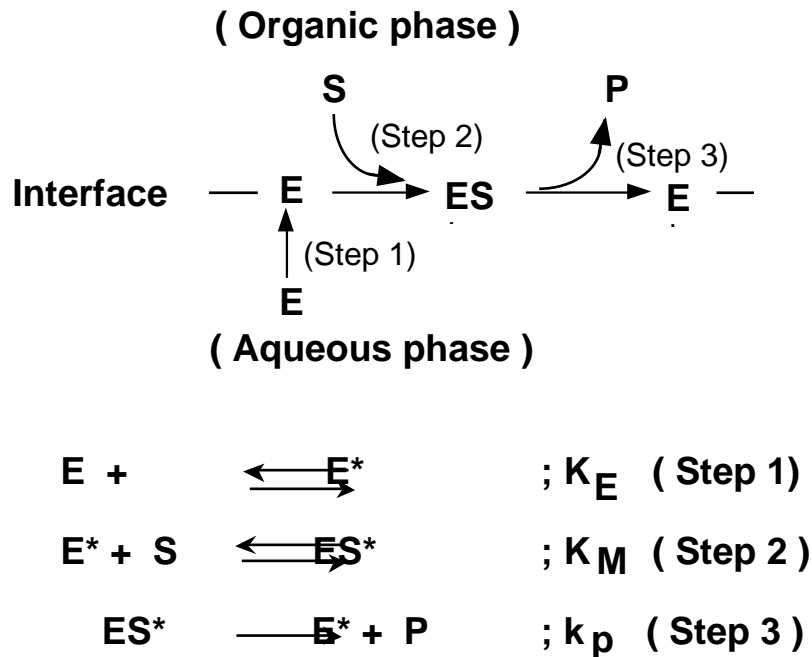 ( Organic phase )
S P
(Step 2) (Step 3)
Interface E ES E
(Step 1)
E
( Aqueous phase )
E + E* ; KE ( Step 1)
E* + S ES* ; KM ( Step 2 )
ES* E* + P ; kp ( Step 3 )